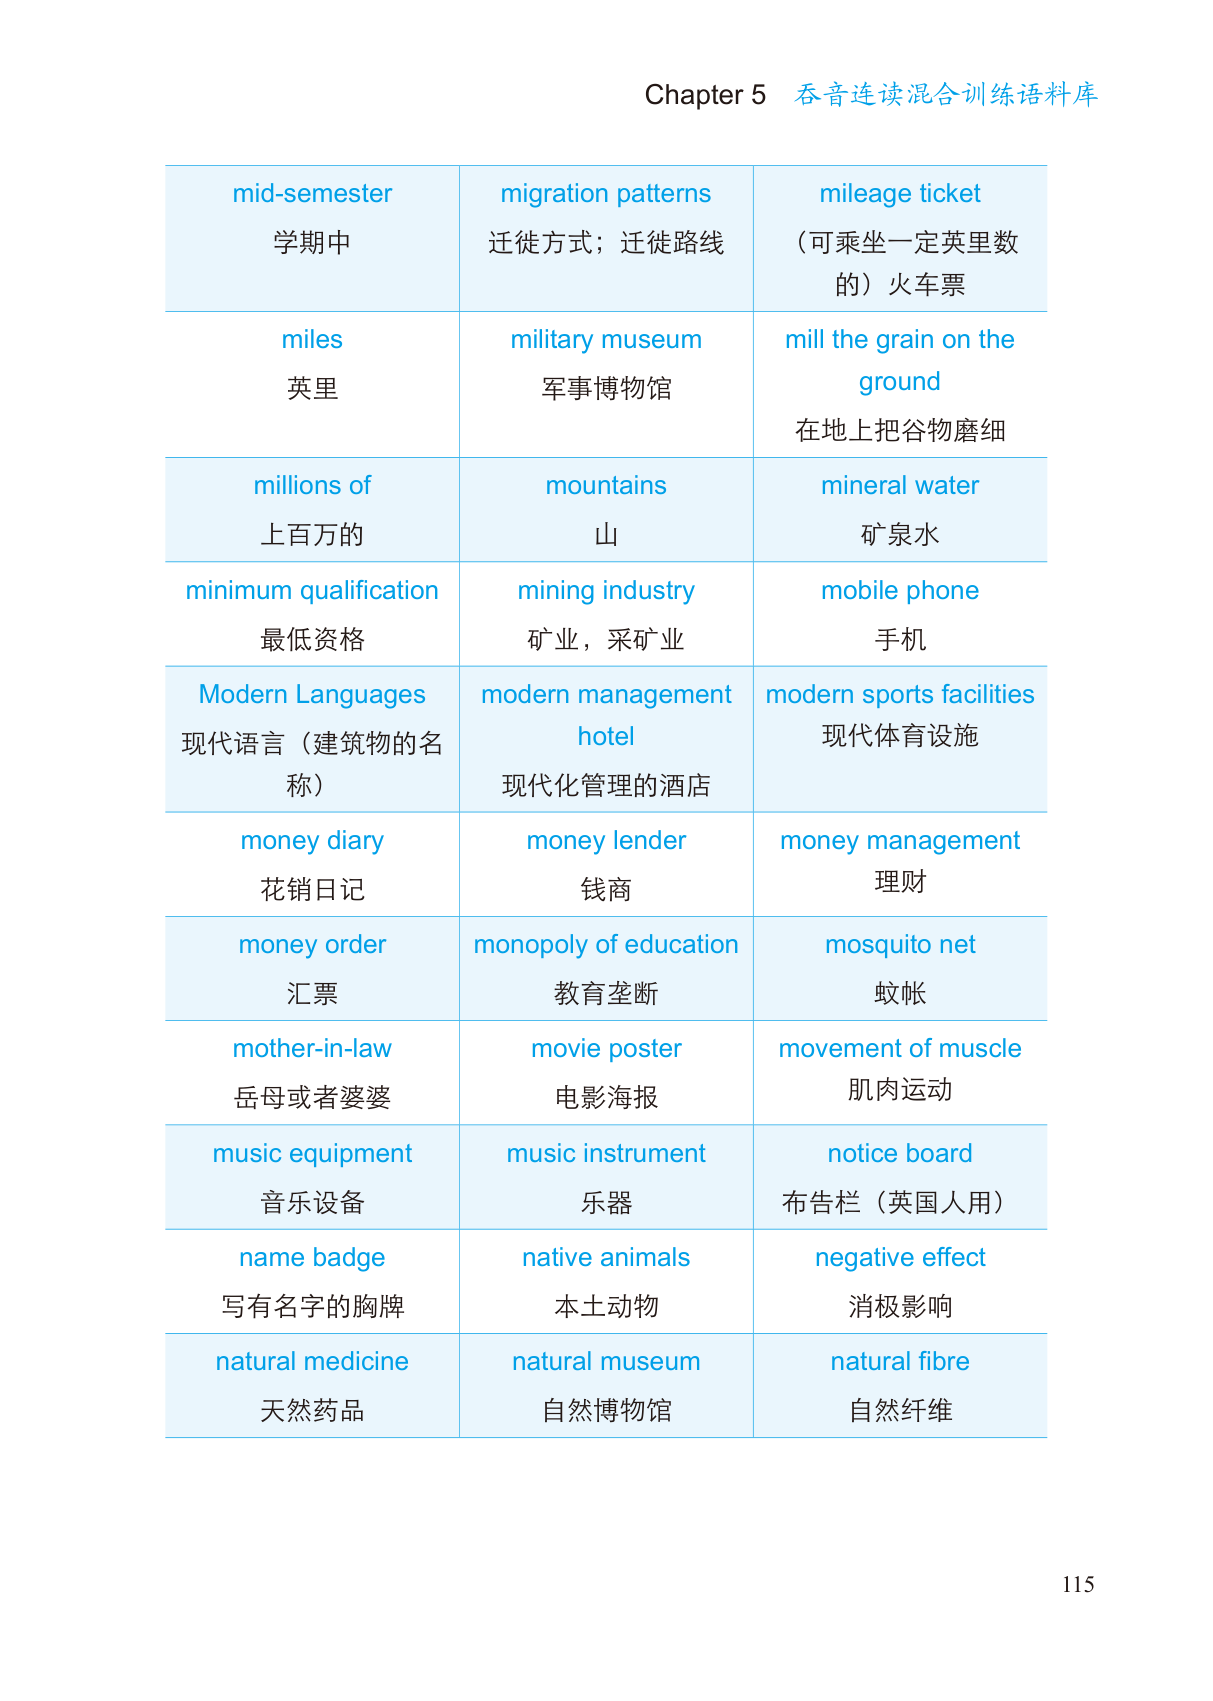 Chapter 5 吞音连读混合训练语料库
mid-semester
学期中
migration patterns
迁徙方式；迁徙路线
mileage ticket
（可乘坐一定英里数
的）火车票
miles
英里
military museum
军事博物馆
mill the grain on the
ground
在地上把谷物磨细
millions of
上百万的
mountains
山
mineral water
矿泉水
minimum qualification
最低资格
mining industry
矿业，采矿业
mobile phone
手机
Modern Languages
现代语言（建筑物的名
称）
modern management
hotel
现代化管理的酒店
modern sports facilities
现代体育设施
money diary
花销日记
money lender
钱商
money management
理财
money order
汇票
monopoly of education
教育垄断
mosquito net
蚊帐
mother-in-law
岳母或者婆婆
movie poster
电影海报
movement of muscle
肌肉运动
music equipment
音乐设备
music instrument
乐器
notice board
布告栏（英国人用）
name badge
写有名字的胸牌
native animals
本土动物
negative effect
消极影响
natural medicine
天然药品
natural museum
自然博物馆
natural fibre
自然纤维
115